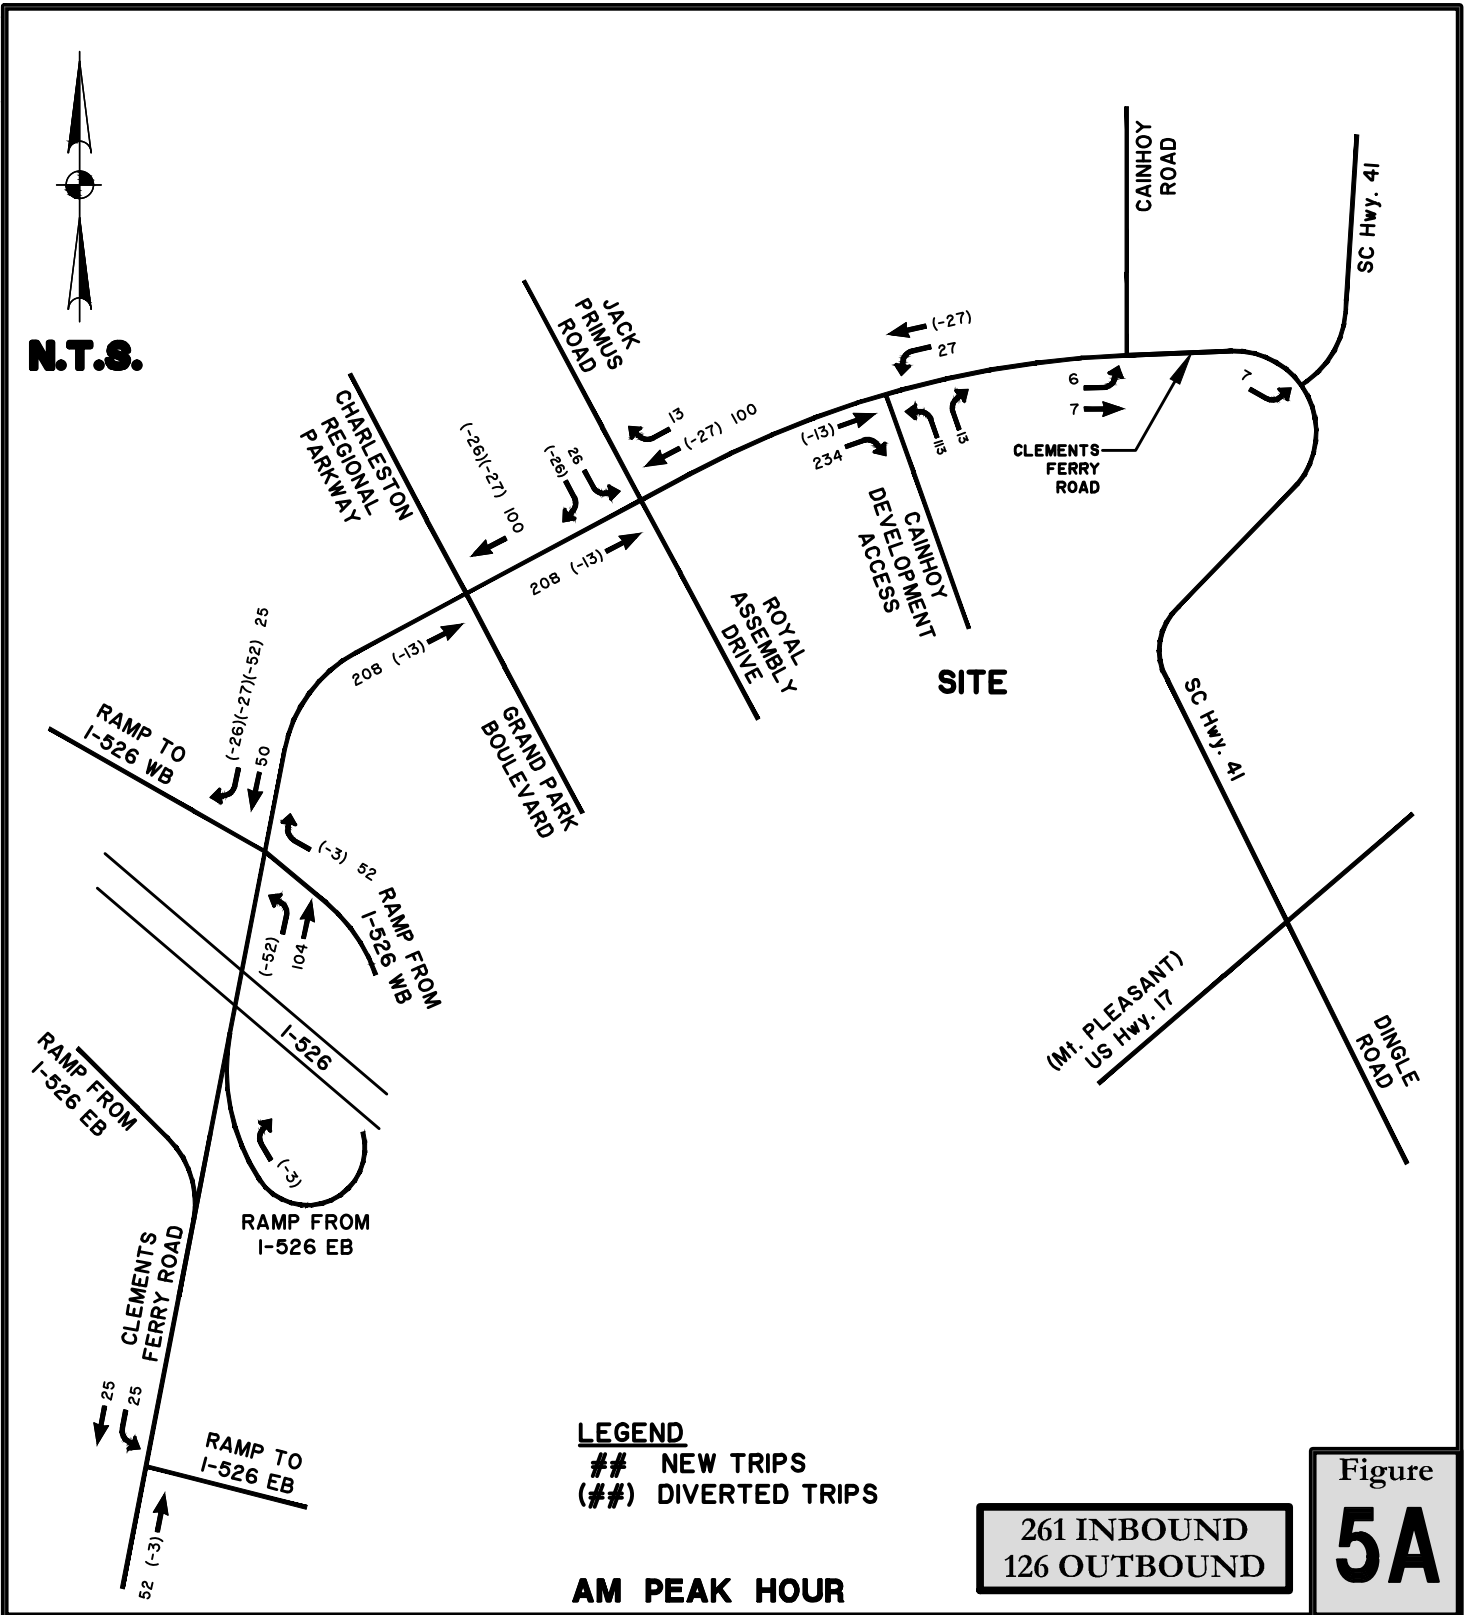 N.T.S.
CAINHOY
ROAD
SC Hwy. 41
JACK
PRIMUS
ROAD
CHARLESTON
REGIONAL
PARKWAY
(-27)
27
13
(-27) 100
(-26)(-27) 100
(-26)
26
(-13)
234
113
13
6
7
7
CLEMENTS
FERRY
ROAD
208 (-13)
208 (-13)
CAINHOY
DEVELOPMENT
ACCESS
ROYAL
ASSEMBLY
DRIVE
SITE
GRAND PARK
BOULEVARD
SC Hwy. 41
(-26)(-27)(-52) 25
50
RAMP TO
I-526 WB
(-3) 52
RAMP FROM
I-526 WB
(-52)
104
I-526
RAMP FROM
I-526 EB
(-3)
RAMP FROM
I-526 EB
(Mt. PLEASANT)
US Hwy. 17
DINGLE
ROAD
CLEMENTS
FERRY ROAD
25
25
RAMP TO
I-526 EB
52 (-3)
LEGEND
## NEW TRIPS
(##) DIVERTED TRIPS
AM PEAK HOUR
261 INBOUND
126 OUTBOUND
Figure
5A